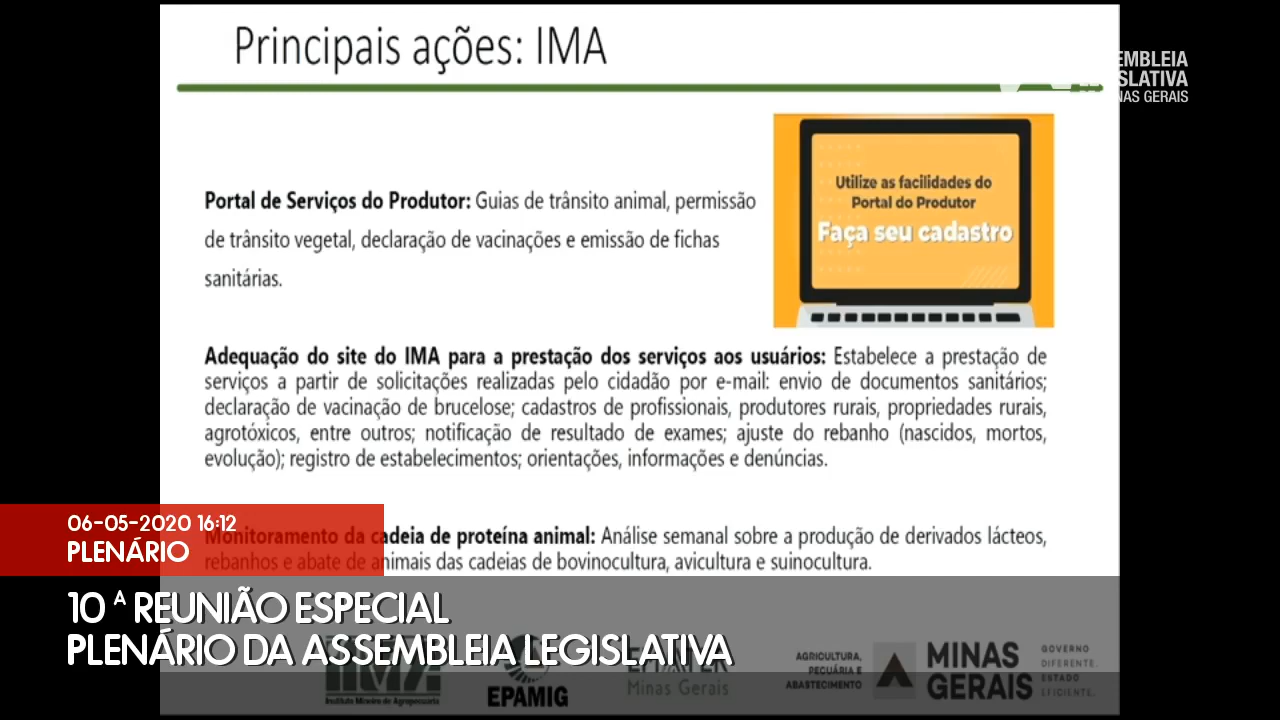 Principais ações: IMA
EMBLEIA
SLATIVA
NAS GERAIS
Utilize as facilidades do
Portal do Produtor
Faça seu cadastro
Portal de Serviços do Produtor: Guias de trânsito animal, permissão
de trânsito vegetal, declaração de vacinações e emissão de fichas
sanitárias.
Adequação do site do IMA para a prestação dos serviços aos usuários: Estabelece a prestação de
serviços a partir de solicitações realizadas pelo cidadão por e-mail: envio de documentos sanitários;
declaração de vacinação de brucelose; cadastros de profissionais, produtores rurais, propriedades rurais,
agrotóxicos, entre outros; notificação de resultado de exames; ajuste do rebanho (nascidos, mortos,
evolução); registro de estabelecimentos; orientações, informações e denúncias.
06-05-2020 16:12
PLENÁRIO
Monitoramento da cadeia de proteína animal: Análise semanal sobre a produção de derivados lácteos,
rebanhos e abate de animais das cadeias de bovinocultura, avicultura e suinocultura.
10ª REUNIÃO ESPECIAL
PLENÁRIO DA ASSEMBLEIA LEGISLATIVA
IMA
Instituto Mineiro de Agropecuária
EPAMIG
EMATER
Minas Gerais
AGRICULTURA,
PECUÁRIA E
ABASTECIMENTO
MINAS
GERAIS
GOVERNO
DIFERENTE.
ESTADO
EFICIENTE.